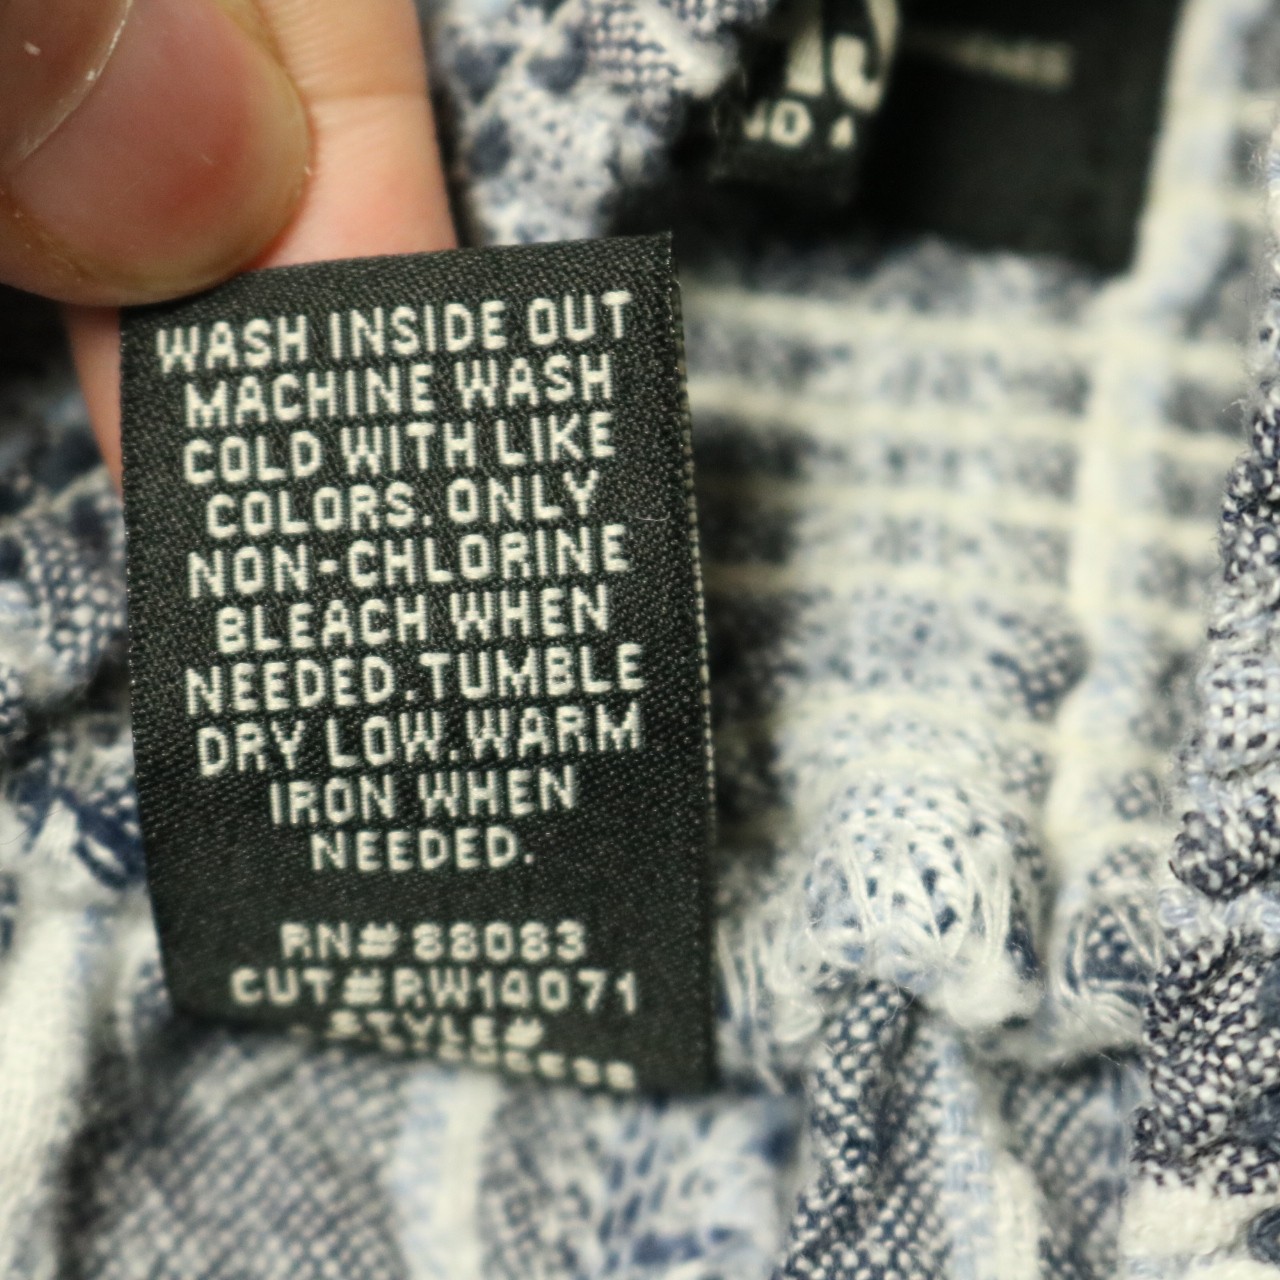 WASH INSIDE OUT
MACHINE WASH
COLD WITH LIKE
COLORS. ONLY
NON-CHLORINE
BLEACH WHEN
NEEDED. TUMBLE
DRY LOW. WARM
IRON WHEN
NEEDED.
RN# 88083
CUT#RW14071
STYLE#